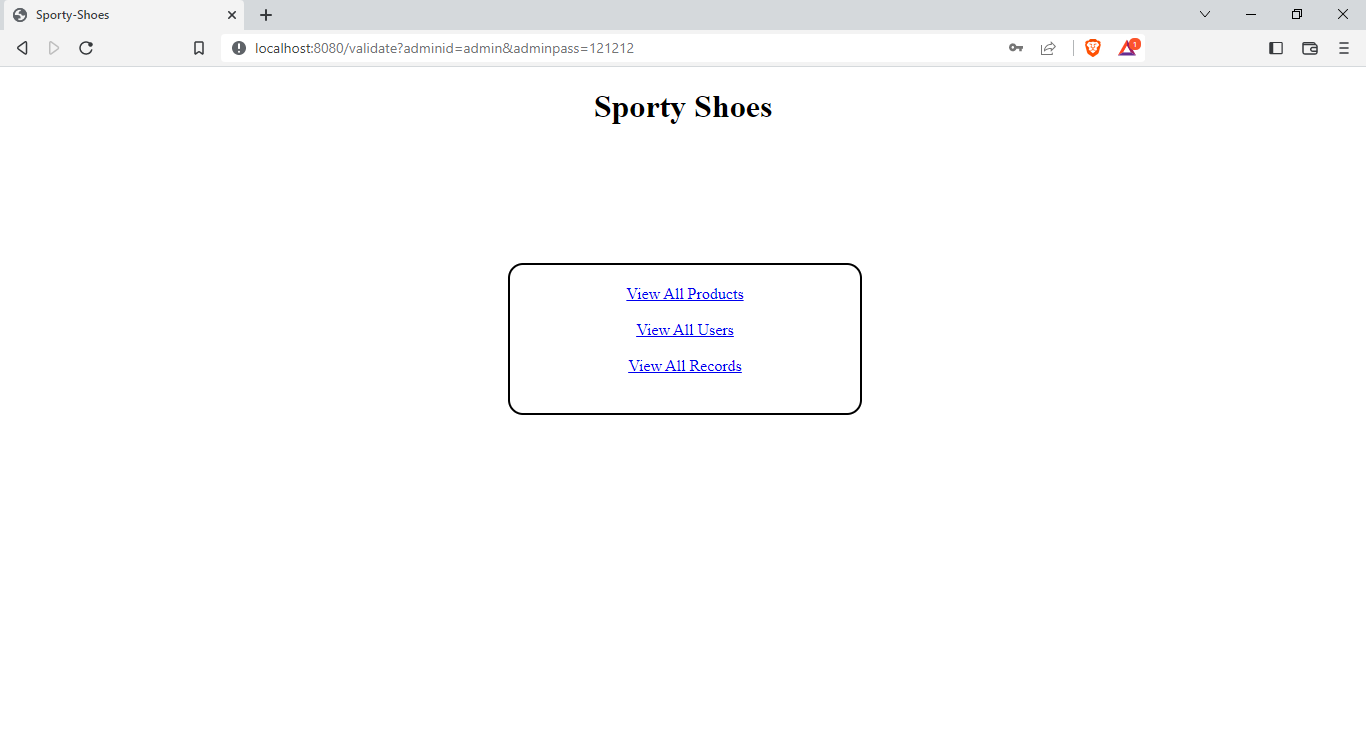 Sporty-Shoes
localhost:8080/validate?adminid=admin&adminpass=121212
1
Sporty Shoes
View All Products
View All Users
View All Records